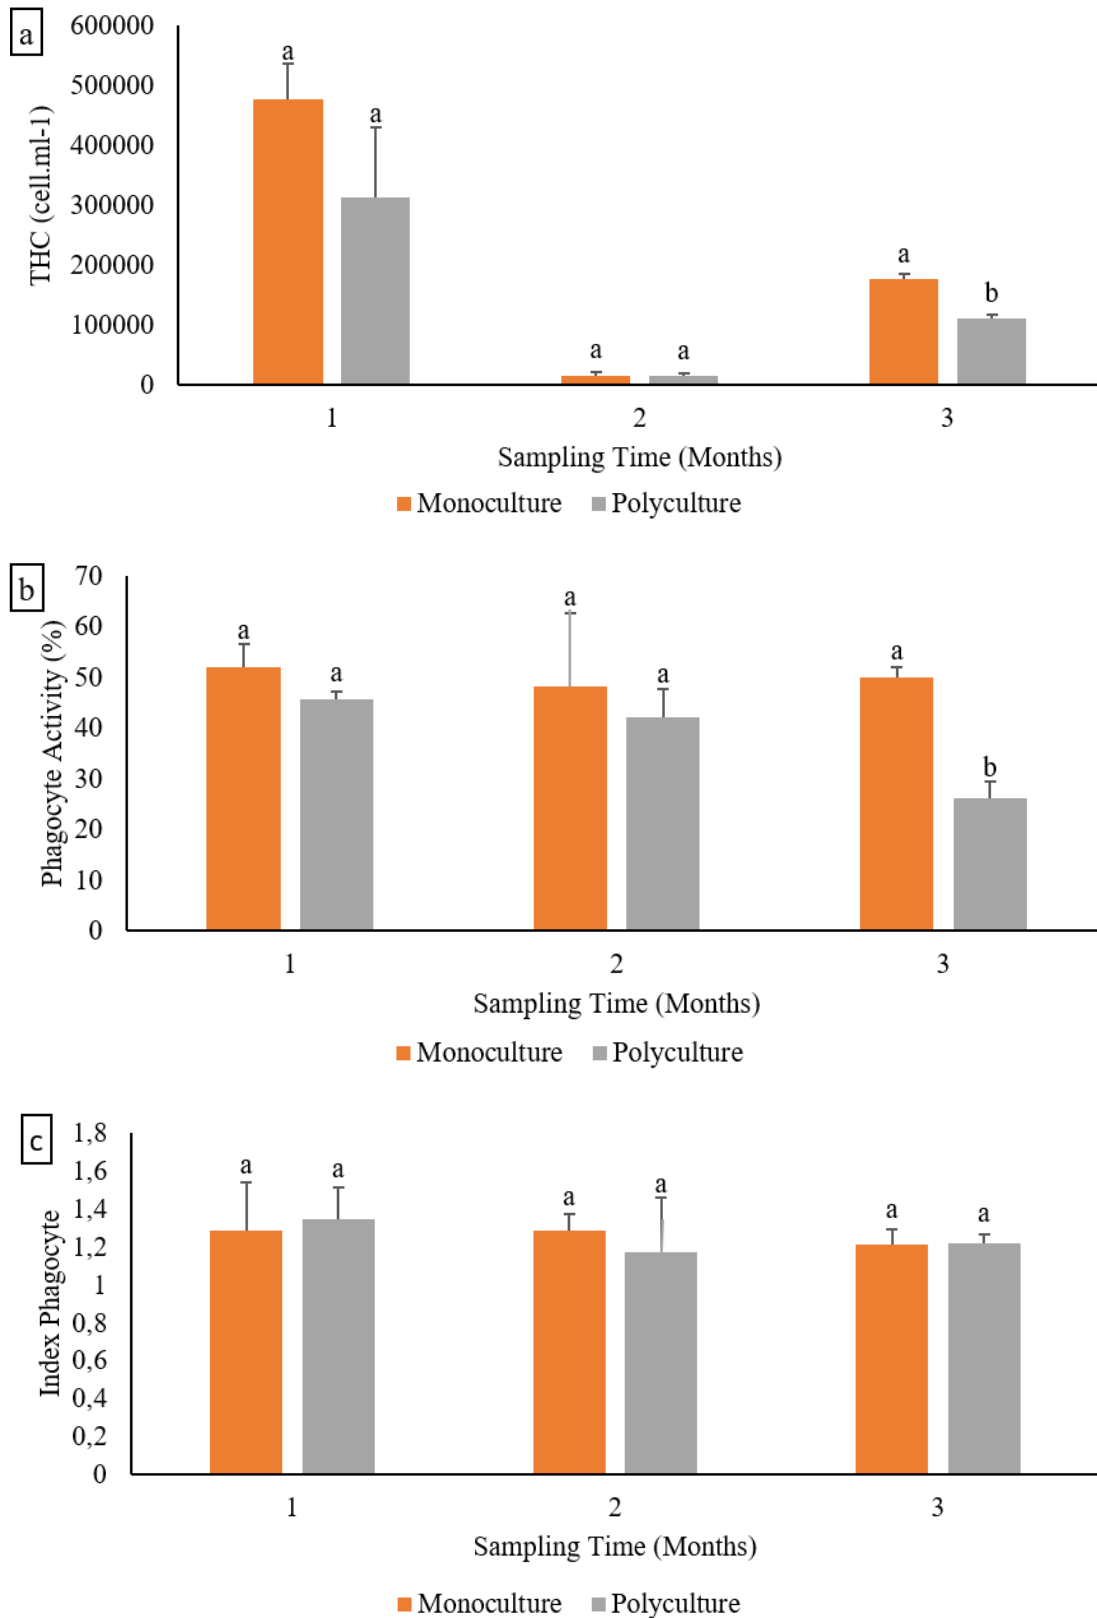 a
600000
500000
400000
300000
200000
100000
0
THC (cell.ml-1)
a
a
a
a
a
b
1 2 3
Sampling Time (Months)
Monoculture Polyculture
b
70
60
50
40
30
20
10
0
Phagocyte Activity (%)
a
a
a
a
a
b
1 2 3
Sampling Time (Months)
Monoculture Polyculture
c
1,8
1,6
1,4
1,2
1
0,8
0,6
0,4
0,2
0
Index Phagocyte
a
a
a
a
a
a
1 2 3
Sampling Time (Months)
Monoculture Polyculture